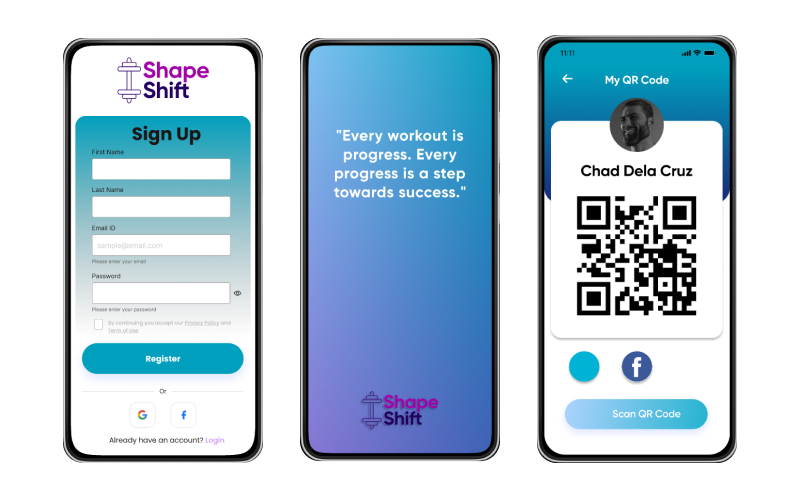 Shape
Shift
Sign Up
First Name
Last Name
Email ID
sample@email.com
Please enter your email
Password
Please enter your password
By continuing you accept our Privacy Policy and
Term of Use
Register
Or
Already have an account? Login
"Every workout is
progress. Every
progress is a step
towards success."
Shape
Shift
11:11
My QR Code
Chad Dela Cruz
Scan QR Code